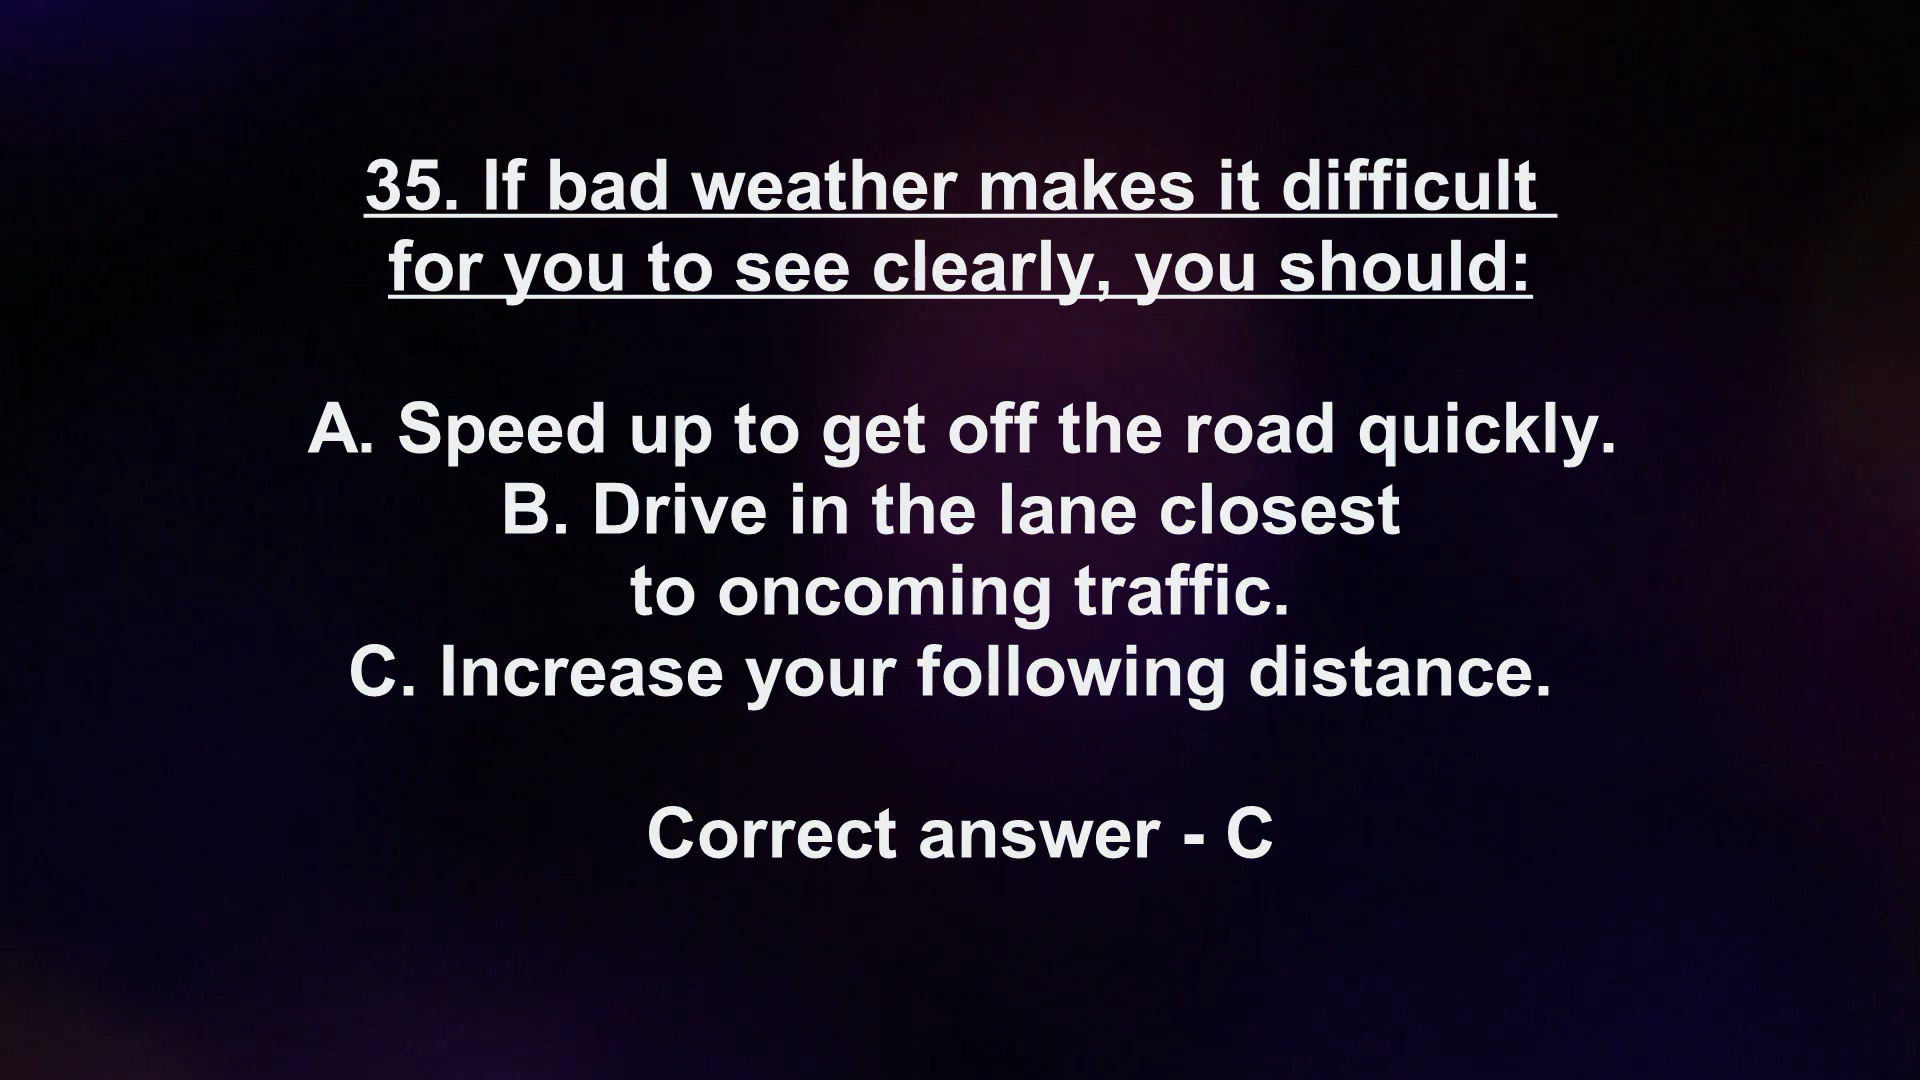 35. If bad weather makes it difficult
for you to see clearly, you should:
A. Speed up to get off the road quickly.
B. Drive in the lane closest
to oncoming traffic.
C. Increase your following distance.
Correct answer - C